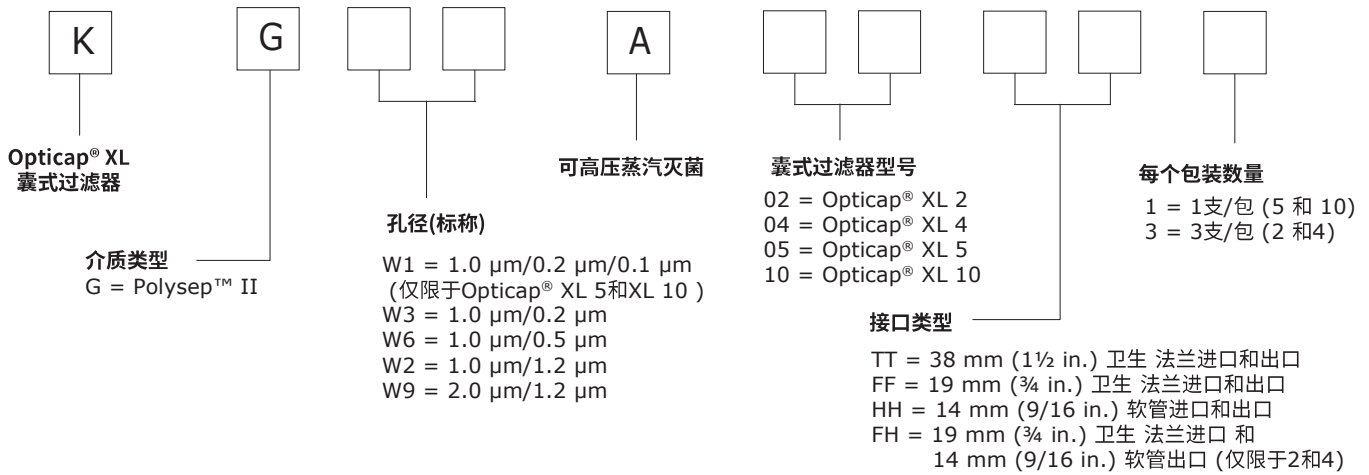 K G A
Opticap® XL
囊式过滤器
介质类型
G = Polysep™ II
孔径(标称)
W1 = 1.0 µm/0.2 µm/0.1 µm
(仅限于Opticap® XL 5和XL 10 )
W3 = 1.0 µm/0.2 µm
W6 = 1.0 µm/0.5 µm
W2 = 1.0 µm/1.2 µm
W9 = 2.0 µm/1.2 µm
可高压蒸汽灭菌
囊式过滤器型号
02 = Opticap® XL 2
04 = Opticap® XL 4
05 = Opticap® XL 5
10 = Opticap® XL 10
接口类型
TT = 38 mm (1½ in.) 卫生 法兰进口和出口
FF = 19 mm (¾ in.) 卫生 法兰进口和出口
HH = 14 mm (9/16 in.) 软管进口和出口
FH = 19 mm (¾ in.) 卫生 法兰进口 和
14 mm (9/16 in.) 软管出口 (仅限于2和4)
每个包装数量
1 = 1支/包 (5 和 10)
3 = 3支/包 (2 和4)